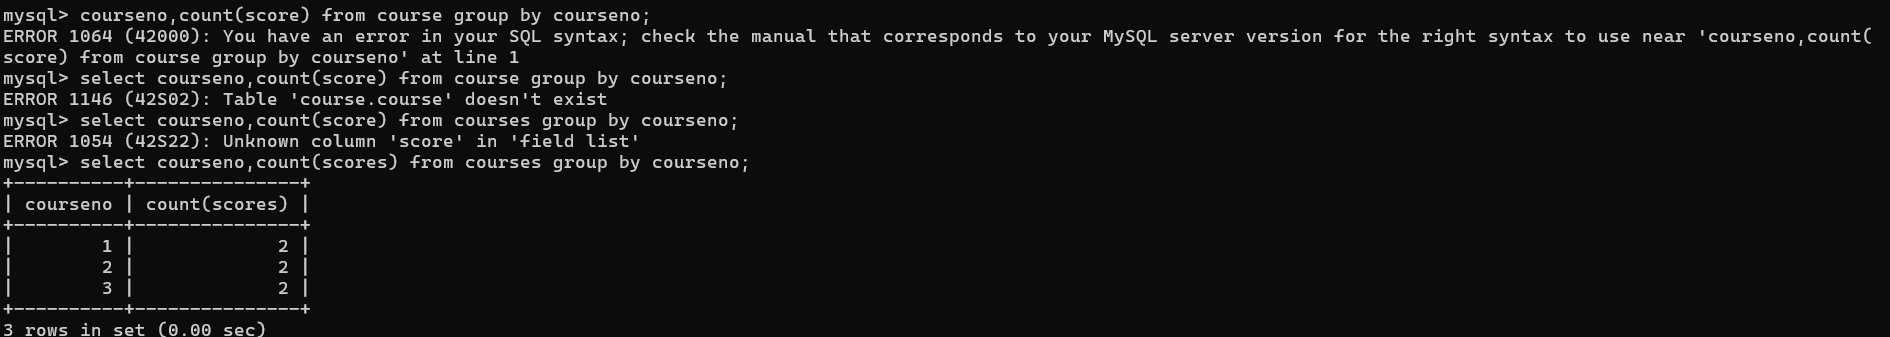 mysql> courseno,count(score) from course group by courseno;
ERROR 1064 (42000): You have an error in your SQL syntax; check the manual that corresponds to your MySQL server version for the right syntax to use near 'courseno,count(
score) from course group by courseno' at line 1
mysql> select courseno,count(score) from course group by courseno;
ERROR 1146 (42S02): Table 'course.course' doesn't exist
mysql> select courseno,count(score) from courses group by courseno;
ERROR 1054 (42S22): Unknown column 'score' in 'field list'
mysql> select courseno,count(scores) from courses group by courseno;
+----------+---------------+
| courseno | count(scores) |
+----------+---------------+
|        1 |             2 |
|        2 |             2 |
|        3 |             2 |
+----------+---------------+
3 rows in set (0.00 sec)